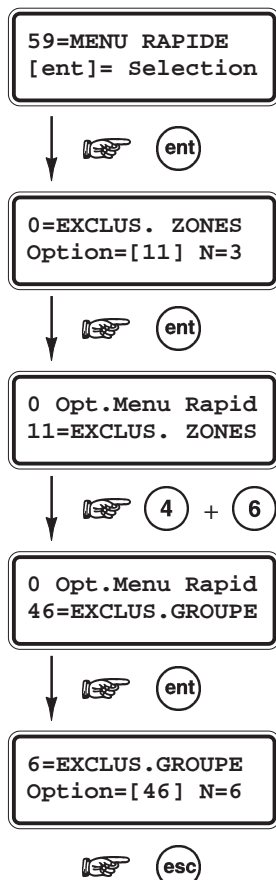 59=MENU RAPIDE
[ent]= Selection
ent
0=EXCLUS. ZONES
Option=[11] N=3
ent
0 Opt.Menu Rapid
11=EXCLUS. ZONES
4 + 6
0 Opt.Menu Rapid
46=EXCLUS.GROUPE
ent
6=EXCLUS.GROUPE
Option=[46] N=6
esc